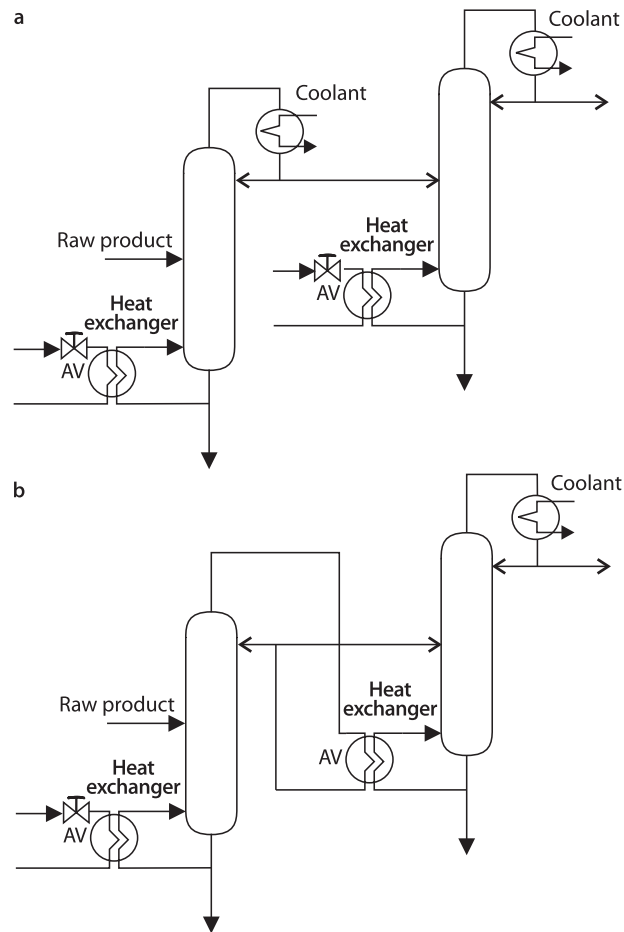 a
Coolant
Coolant
Raw product
Heat
exchanger
AV
Heat
exchanger
AV
b
Coolant
Raw product
Heat
exchanger
AV
Heat
exchanger
AV